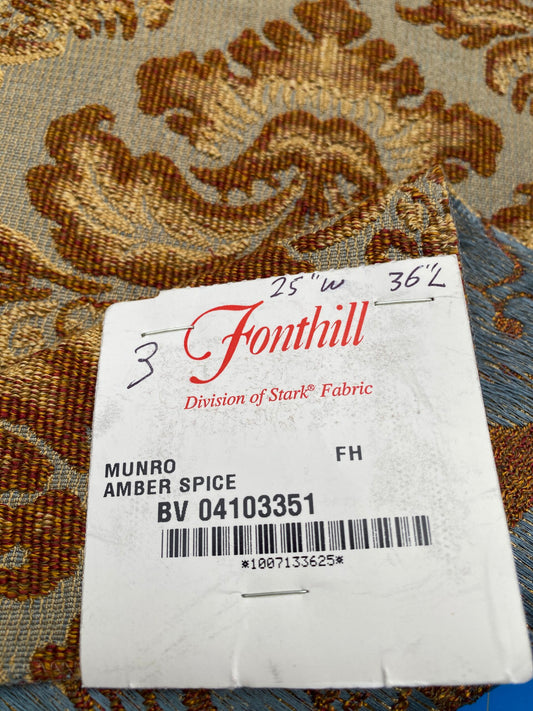 25"W 36"L
3
Fonthill
Division of Stark® Fabric
MUNRO FH
AMBER SPICE
BV 04103351
*1007133625*